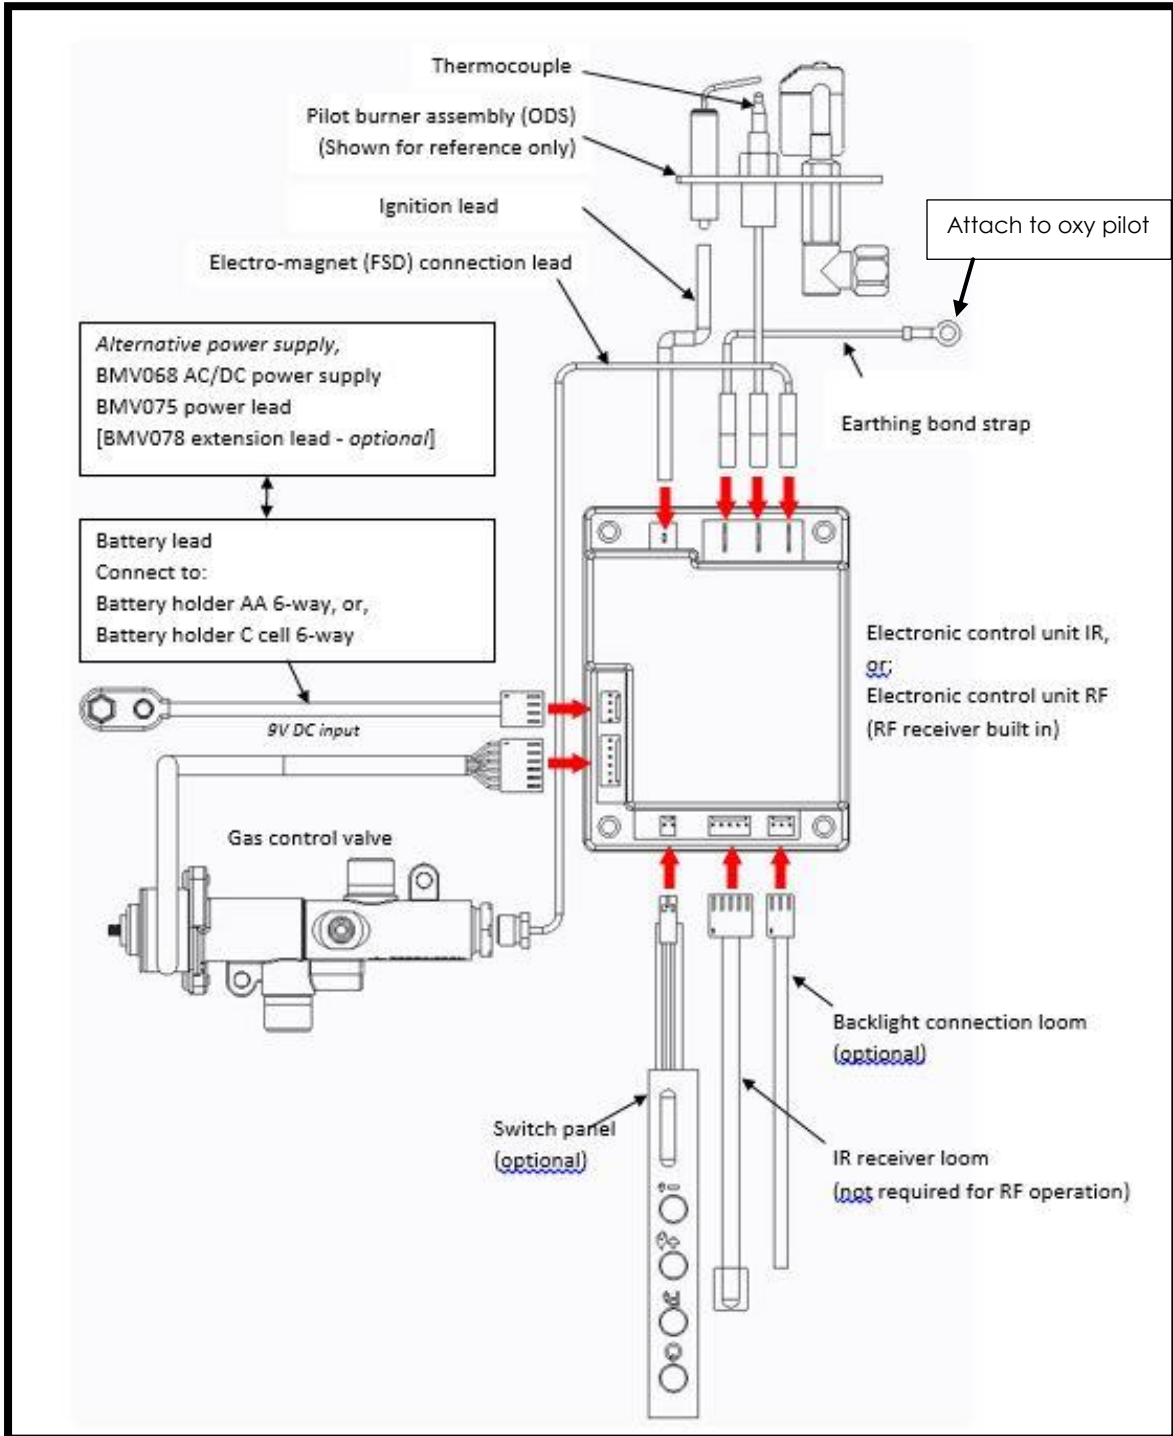 Thermocouple
Pilot burner assembly (ODS)
(Shown for reference only)
Ignition lead
Attach to oxy pilot
Electro-magnet (FSD) connection lead
Alternative power supply,
BMV068 AC/DC power supply
BMV075 power lead
[BMV078 extension lead - optional]
Earthing bond strap
Battery lead
Connect to:
Battery holder AA 6-way, or,
Battery holder C cell 6-way
Electronic control unit IR,
or;
Electronic control unit RF
(RF receiver built in)
9V DC input
Gas control valve
Backlight connection loom
(optional)
Switch panel
(optional)
IR receiver loom
(not required for RF operation)